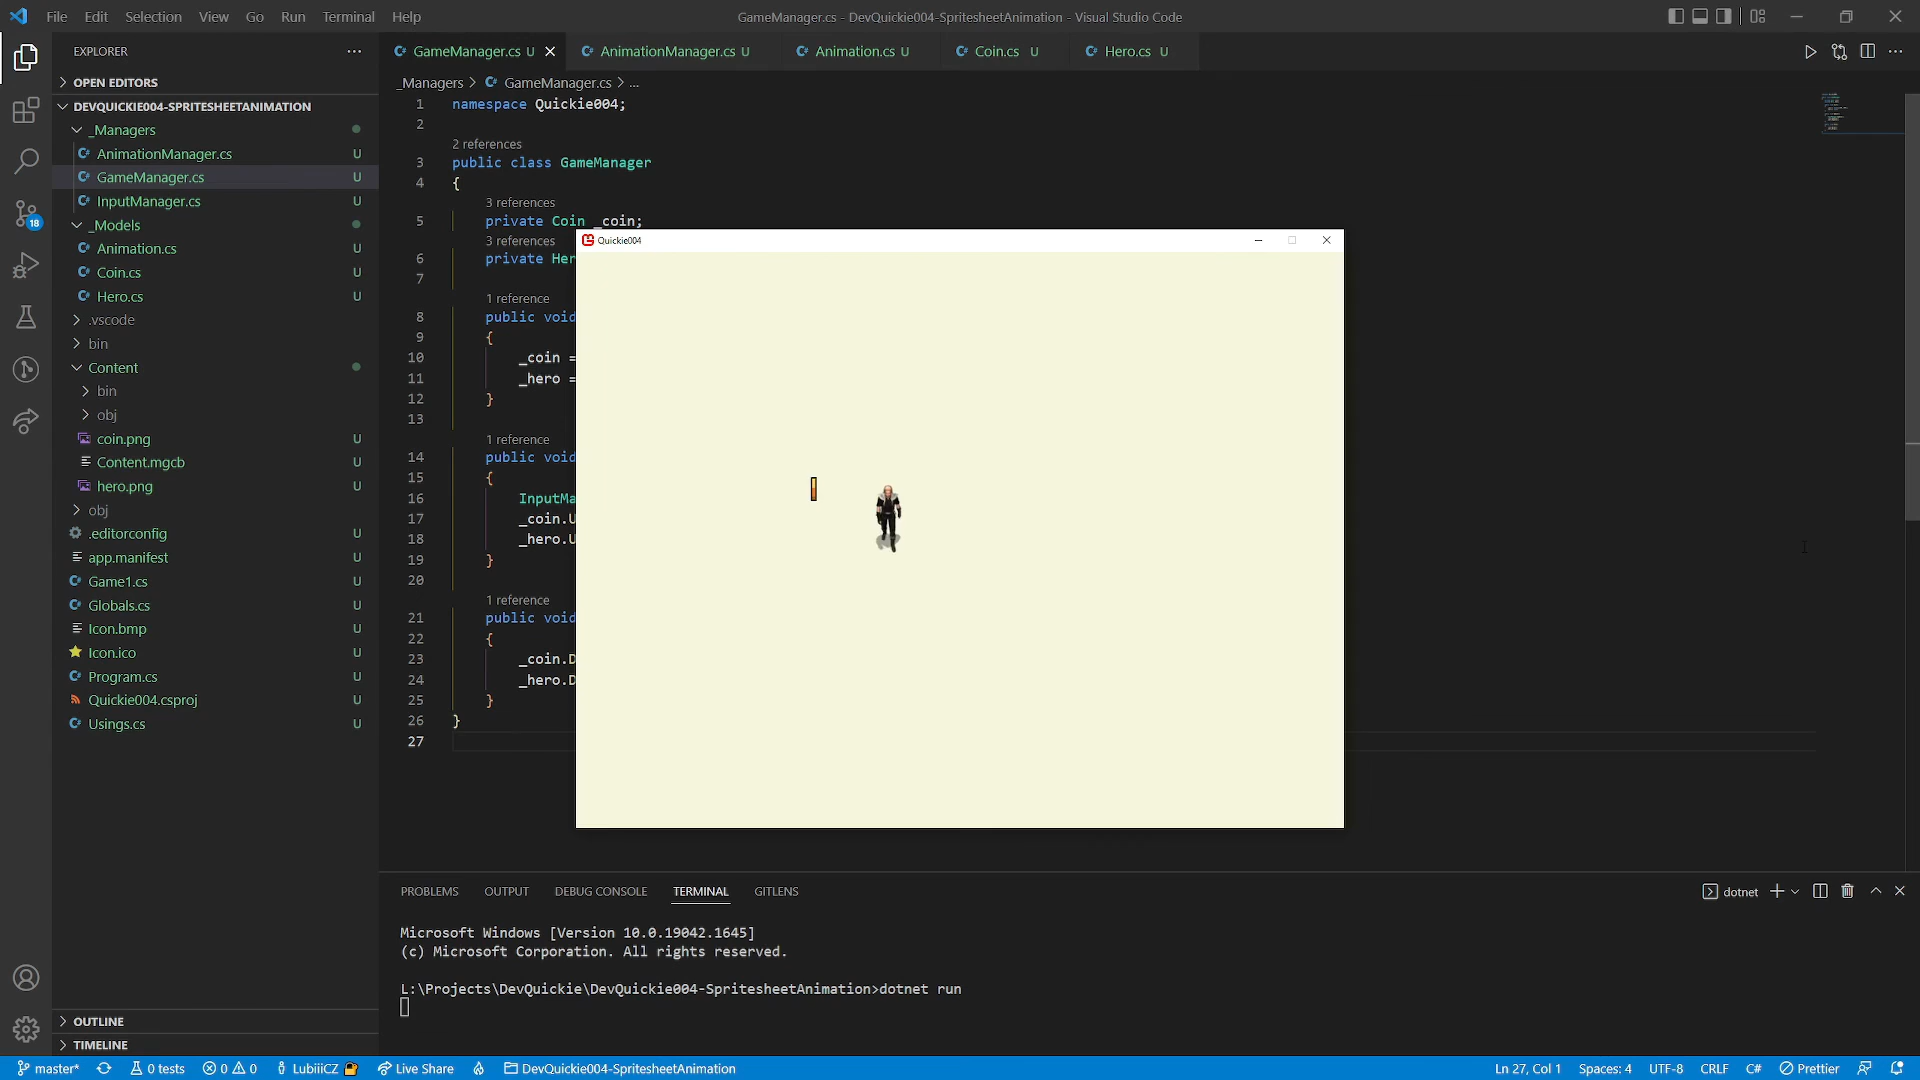 File Edit Selection View Go Run Terminal Help
GameManager.cs - DevQuickie004-SpritesheetAnimation - Visual Studio Code
EXPLORER
OPEN EDITORS
DEVQUICKIE004-SPRITESHEETANIMATION
_Managers
AnimationManager.cs U
GameManager.cs U
InputManager.cs U
_Models
Animation.cs U
Coin.cs U
Hero.cs U
.vscode
bin
Content
bin
obj
coin.png U
Content.mgcb U
hero.png U
obj
.editorconfig U
app.manifest U
Game1.cs U
Globals.cs U
Icon.bmp U
Icon.ico U
Program.cs U
Quickie004.csproj U
Usings.cs U
OUTLINE
TIMELINE
18
GameManager.cs U AnimationManager.cs U Animation.cs U Coin.cs U Hero.cs U
_Managers > GameManager.cs > ...
1 namespace Quickie004;
2
2 references
3 public class GameManager
4 {
3 references
5 private Coin _coin;
3 references
6 private Her
7
1 reference
8 public void
9 {
10 _coin =
11 _hero =
12 }
13
1 reference
14 public void
15 {
16 InputMa
17 _coin.U
18 _hero.U
19 }
20
1 reference
21 public void
22 {
23 _coin.D
24 _hero.D
25 }
26 }
27
Quickie004
PROBLEMS OUTPUT DEBUG CONSOLE TERMINAL GITLENS
dotnet
Microsoft Windows [Version 10.0.19042.1645]
(c) Microsoft Corporation. All rights reserved.
L:\Projects\DevQuickie\DevQuickie004-SpritesheetAnimation>dotnet run
master* 0 tests 0 0 LubiiiCZ Live Share DevQuickie004-SpritesheetAnimation
Ln 27, Col 1 Spaces: 4 UTF-8 CRLF C# Prettier